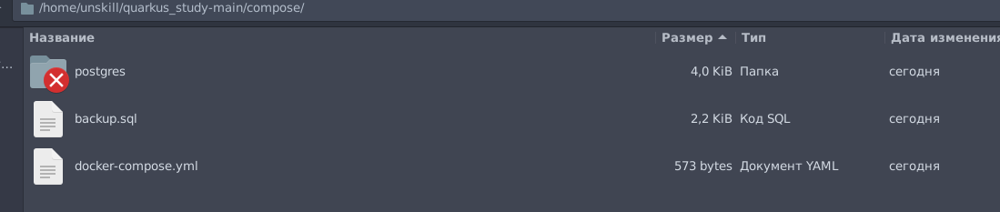 /home/unskill/quarkus_study-main/compose/
Название Размер Тип Дата изменения
postgres 4,0 KiB Папка сегодня
backup.sql 2,2 KiB Код SQL сегодня
docker-compose.yml 573 bytes Документ YAML сегодня